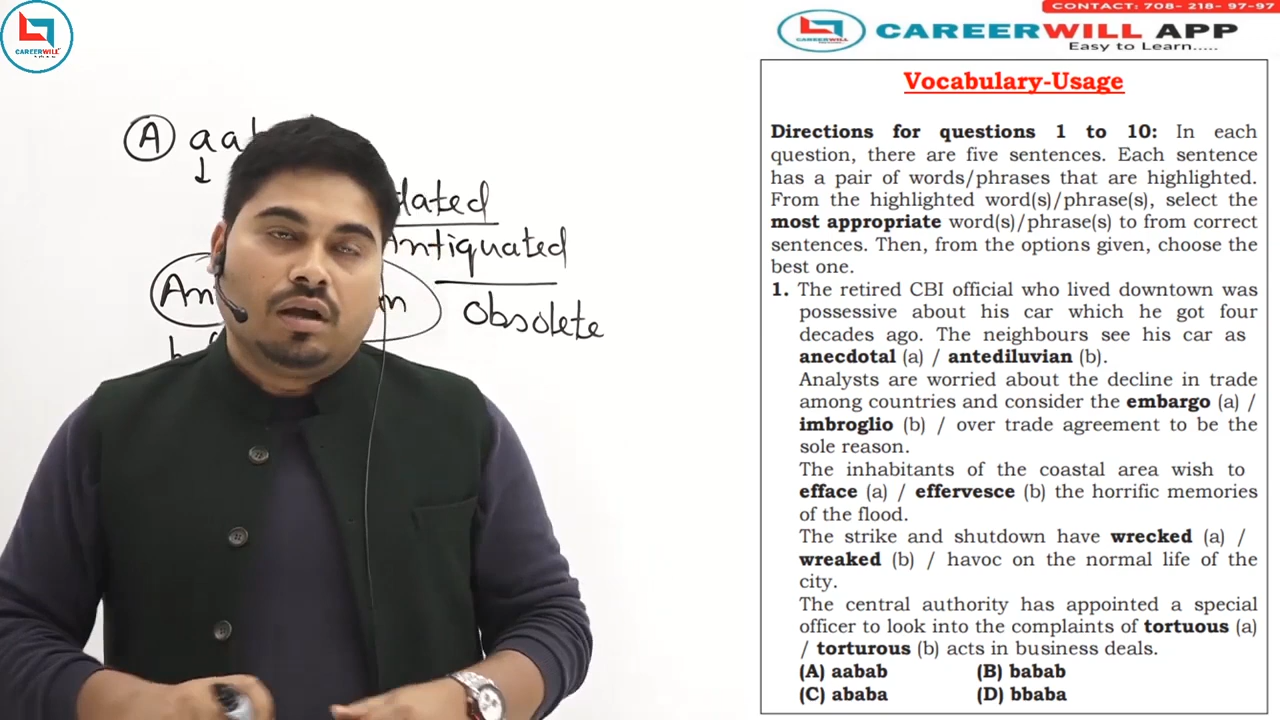 CONTACT: 708- 218- 97-97
CAREERWILL
CAREERWILL
CAREERWILL APP
Easy to Learn.....
Vocabulary-Usage
Directions for questions 1 to 10: In each
question, there are five sentences. Each sentence
has a pair of words/phrases that are highlighted.
From the highlighted word(s)/phrase(s), select the
most appropriate word(s)/phrase(s) to from correct
sentences. Then, from the options given, choose the
best one.
1. The retired CBI official who lived downtown was
possessive about his car which he got four
decades ago. The neighbours see his car as
anecdotal (a) / antediluvian (b).
Analysts are worried about the decline in trade
among countries and consider the embargo (a) /
imbroglio (b) / over trade agreement to be the
sole reason.
The inhabitants of the coastal area wish to
efface (a) / effervesce (b) the horrific memories
of the flood.
The strike and shutdown have wrecked (a) /
wreaked (b) / havoc on the normal life of the
city.
The central authority has appointed a special
officer to look into the complaints of tortuous (a)
/ torturous (b) acts in business deals.
(A) aabab (B) babab
(C) ababa (D) bbaba
A
dated
Antiquated
obsolete